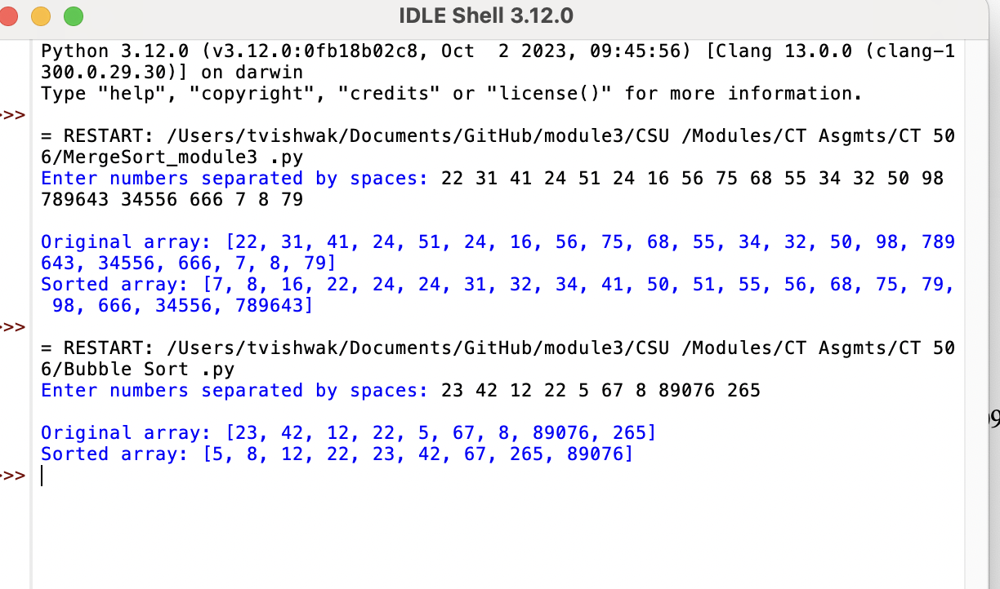 IDLE Shell 3.12.0
Python 3.12.0 (v3.12.0:0fb18b02c8, Oct  2 2023, 09:45:56) [Clang 13.0.0 (clang-1
300.0.29.30)] on darwin
Type "help", "copyright", "credits" or "license()" for more information.
>>>
= RESTART: /Users/tvishwak/Documents/GitHub/module3/CSU /Modules/CT Asgmts/CT 50
6/MergeSort_module3 .py
Enter numbers separated by spaces: 22 31 41 24 51 24 16 56 75 68 55 34 32 50 98
789643 34556 666 7 8 79
Original array: [22, 31, 41, 24, 51, 24, 16, 56, 75, 68, 55, 34, 32, 50, 98, 789
643, 34556, 666, 7, 8, 79]
Sorted array: [7, 8, 16, 22, 24, 24, 31, 32, 34, 41, 50, 51, 55, 56, 68, 75, 79,
98, 666, 34556, 789643]
>>>
= RESTART: /Users/tvishwak/Documents/GitHub/module3/CSU /Modules/CT Asgmts/CT 50
6/Bubble Sort .py
Enter numbers separated by spaces: 23 42 12 22 5 67 8 89076 265
Original array: [23, 42, 12, 22, 5, 67, 8, 89076, 265]
Sorted array: [5, 8, 12, 22, 23, 42, 67, 265, 89076]
>>>